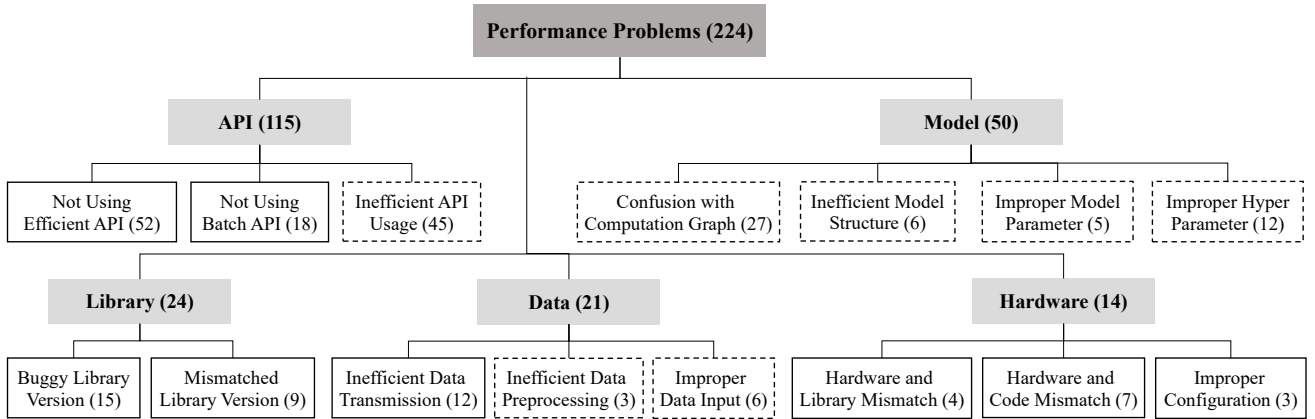 Performance Problems (224)
API (115)
Model (50)
Not Using
Efficient API (52)
Not Using
Batch API (18)
Inefficient API
Usage (45)
Confusion with
Computation Graph (27)
Inefficient Model
Structure (6)
Improper Model
Parameter (5)
Improper Hyper
Parameter (12)
Library (24)
Data (21)
Hardware (14)
Buggy Library
Version (15)
Mismatched
Library Version (9)
Inefficient Data
Transmission (12)
Inefficient Data
Preprocessing (3)
Improper
Data Input (6)
Hardware and
Library Mismatch (4)
Hardware and
Code Mismatch (7)
Improper
Configuration (3)